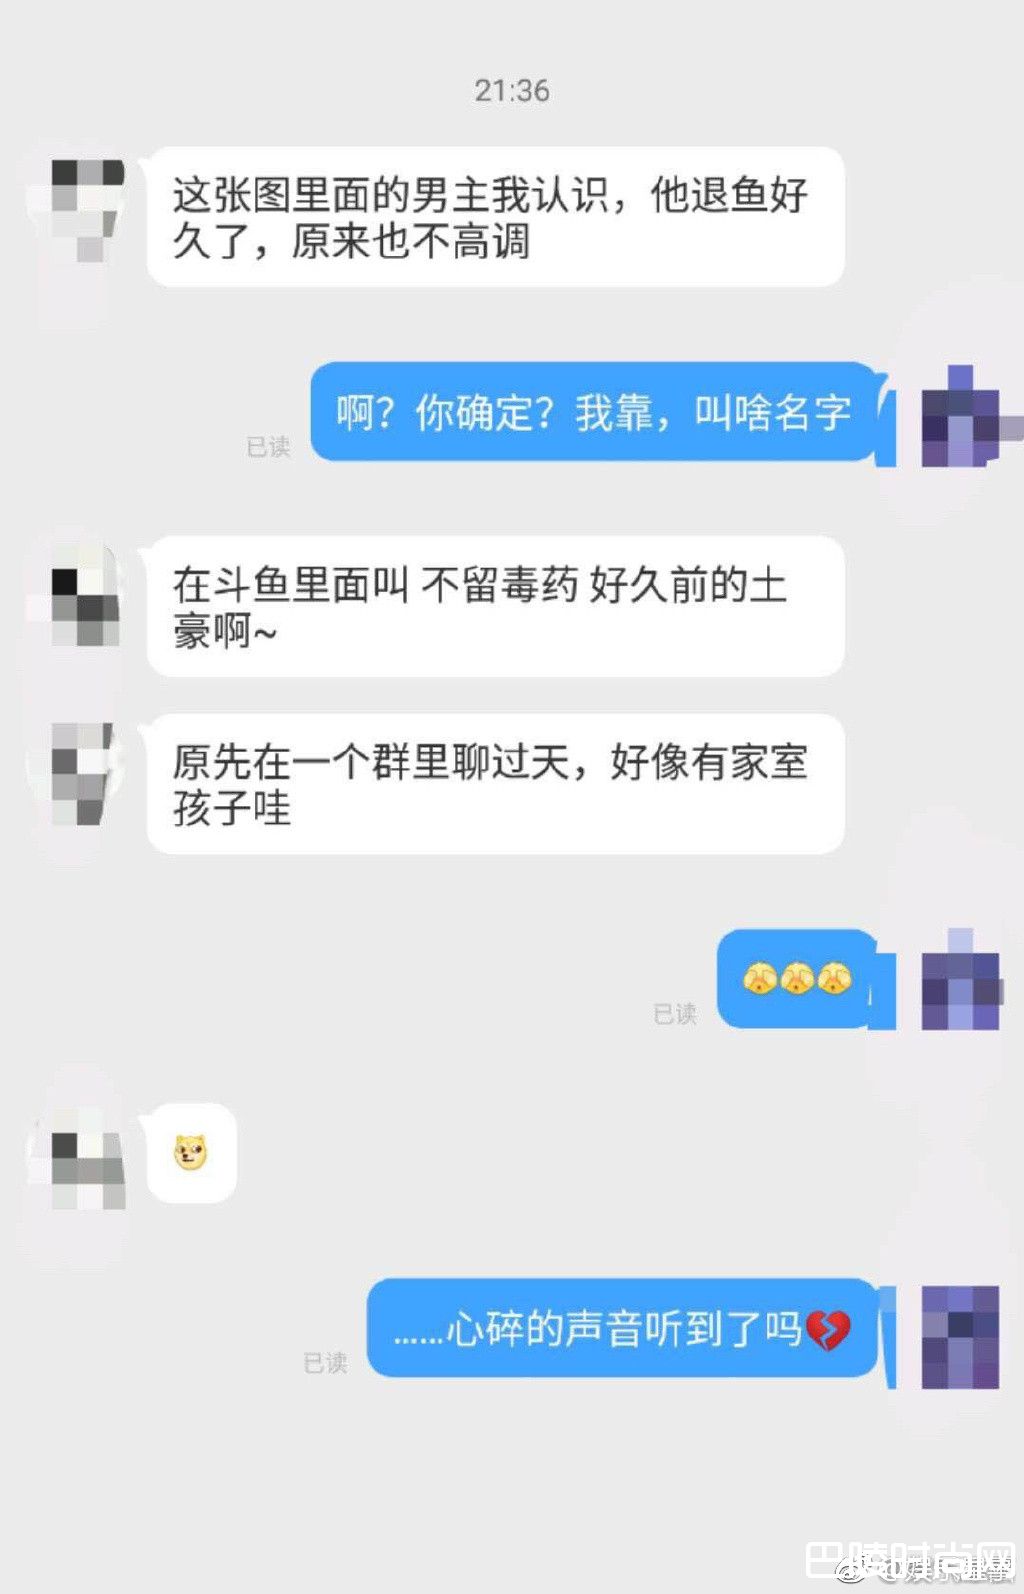 21:36
这张图里面的男主我认识，他退鱼好
久了，原来也不高调
啊？你确定？我靠，叫啥名字
已读
在斗鱼里面叫 不留毒药 好久前的土
豪啊~
原先在一个群里聊过天，好像有家室
孩子哇
已读
……心碎的声音听到了吗
已读
巴陵时尚网